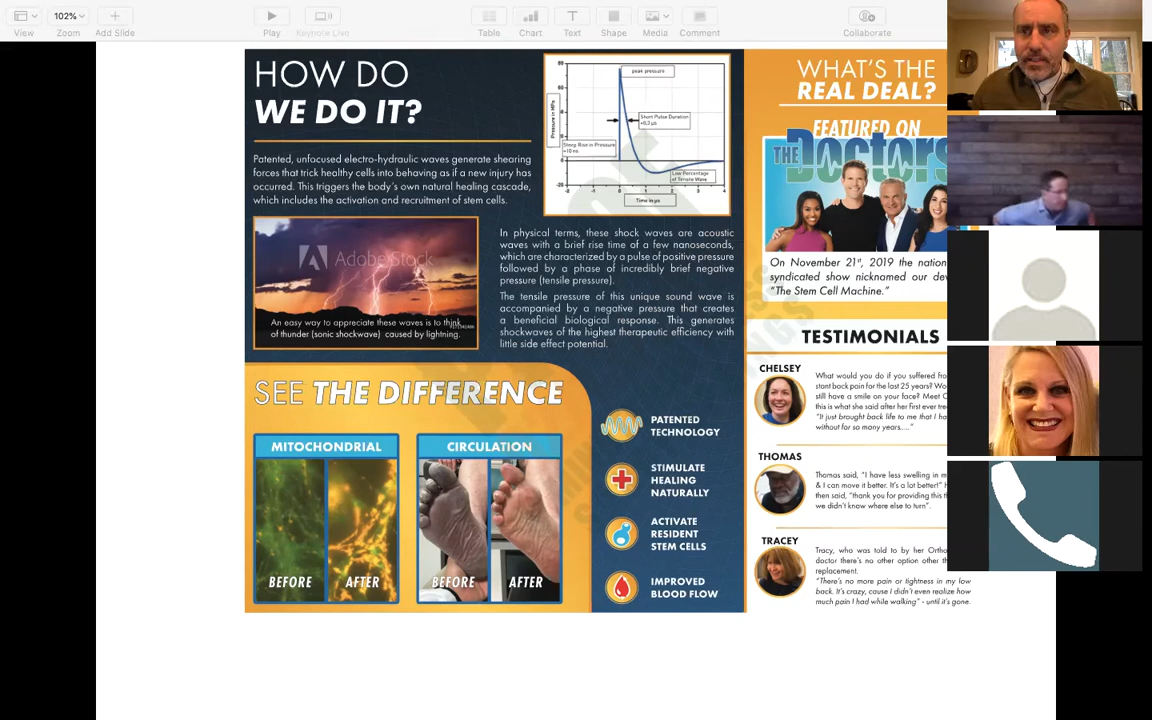 102%
View
Zoom
Add Slide
Play
Keynote Live
Table
Chart
Text
Shape
Media
Comment
Collaborate
HOW DO
WE DO IT?
Patented, unfocused electro-hydraulic waves generate shearing
forces that trick healthy cells into behaving as if a new injury has
occurred. This triggers the body's own natural healing cascade,
which includes the activation and recruitment of stem cells.
Pressure in MPa
peak pressure
Short Pulse Duration
Strong Rise in Pressure
Low Percentage
of Tensile Wave
Time in µs
Adobe Stock
An easy way to appreciate these waves is to think
of thunder (sonic shockwave) caused by lightning.
In physical terms, these shock waves are acoustic
waves with a brief rise time of a few nanoseconds,
which are characterized by a pulse of positive pressure
followed by a phase of incredibly brief negative
pressure (tensile pressure).
The tensile pressure of this unique sound wave is
accompanied by a negative pressure that creates
a beneficial biological response. This generates
shockwaves of the highest therapeutic efficiency with
little side effect potential.
SEE THE DIFFERENCE
MITOCHONDRIAL
BEFORE
AFTER
CIRCULATION
BEFORE
AFTER
PATENTED
TECHNOLOGY
STIMULATE
HEALING
NATURALLY
ACTIVATE
RESIDENT
STEM CELLS
IMPROVED
BLOOD FLOW
WHAT'S THE
REAL DEAL?
FEATURED ON
THE Doctors
On November 21st, 2019 the nation
syndicated show nicknamed our dev
"The Stem Cell Machine."
TESTIMONIALS
CHELSEY
What would you do if you suffered fro
stant back pain for the last 25 years? Wo
still have a smile on your face? Meet C
this is what she said after her first ever tre
"It just brought back life to me that I ha
without for so many years...."
THOMAS
Thomas said, "I have less swelling in m
& I can move it better. It's a lot better!"
then said, "thank you for providing this th
we didn't know where else to turn".
TRACEY
Tracy, who was told to by her Ortho
doctor there's no other option other th
replacement.
"There's no more pain or tightness in my low
back. It's crazy, cause I didn't even realize how
much pain I had while walking" - until it's gone.